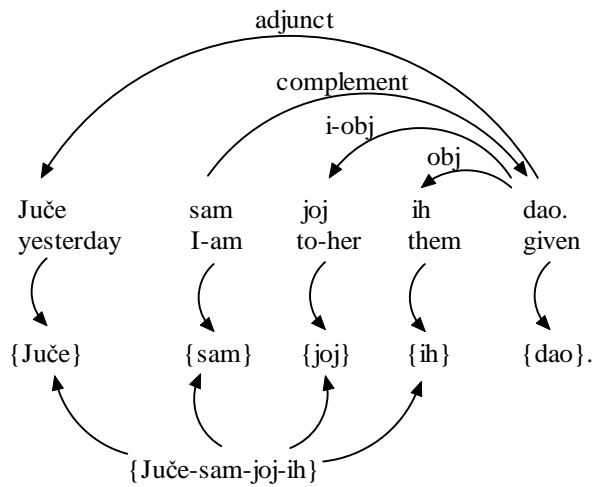 adjunct
complement
i-obj
obj
Juče sam joj ih dao.
yesterday I-am to-her them given
{Juče} {sam} {joj} {ih} {dao}.
{Juče-sam-joj-ih}